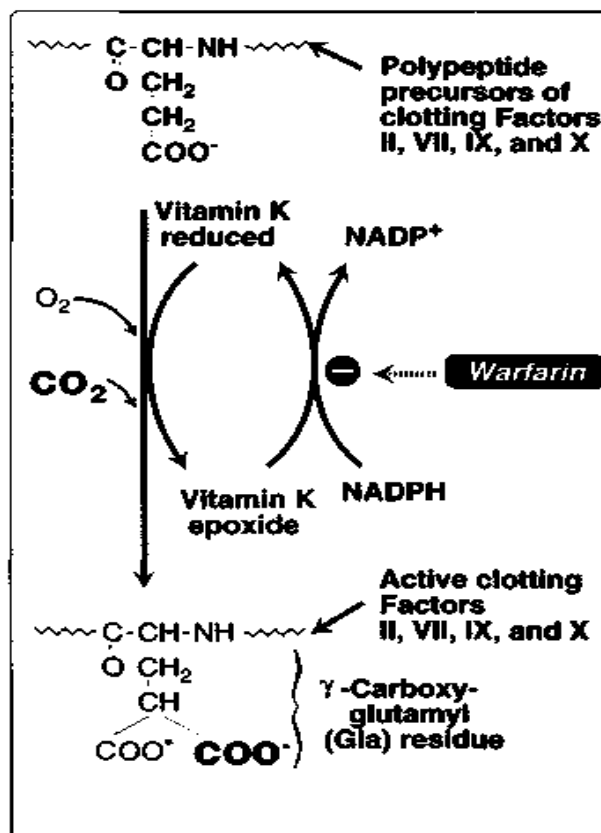 C-CH-NH
O CH₂
CH₂
COO⁻
Polypeptide
precursors of
clotting Factors
II, VII, IX, and X
Vitamin K
reduced
NADP⁺
O₂
CO₂
Warfarin
Vitamin K
epoxide
NADPH
Active clotting
Factors
II, VII, IX, and X
C-CH-NH
O CH₂
CH
COO⁻ COO⁻
γ-Carboxy-
glutamyl
(Gla) residue